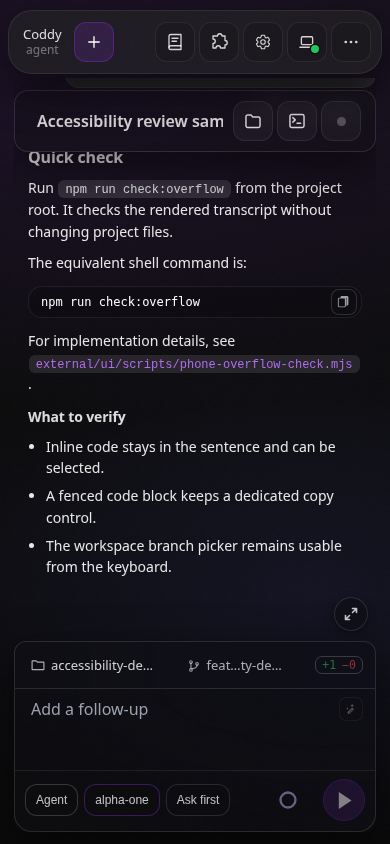 Coddy
agent
Accessibility review sam
Quick check
Run npm run check:overflow from the project
root. It checks the rendered transcript without
changing project files.
The equivalent shell command is:
npm run check:overflow
For implementation details, see
external/ui/scripts/phone-overflow-check.mjs
.
What to verify
• Inline code stays in the sentence and can be
selected.
• A fenced code block keeps a dedicated copy
control.
• The workspace branch picker remains usable
from the keyboard.
accessibility-de... feat...ty-de... +1 −0
Add a follow-up
Agent alpha-one Ask first